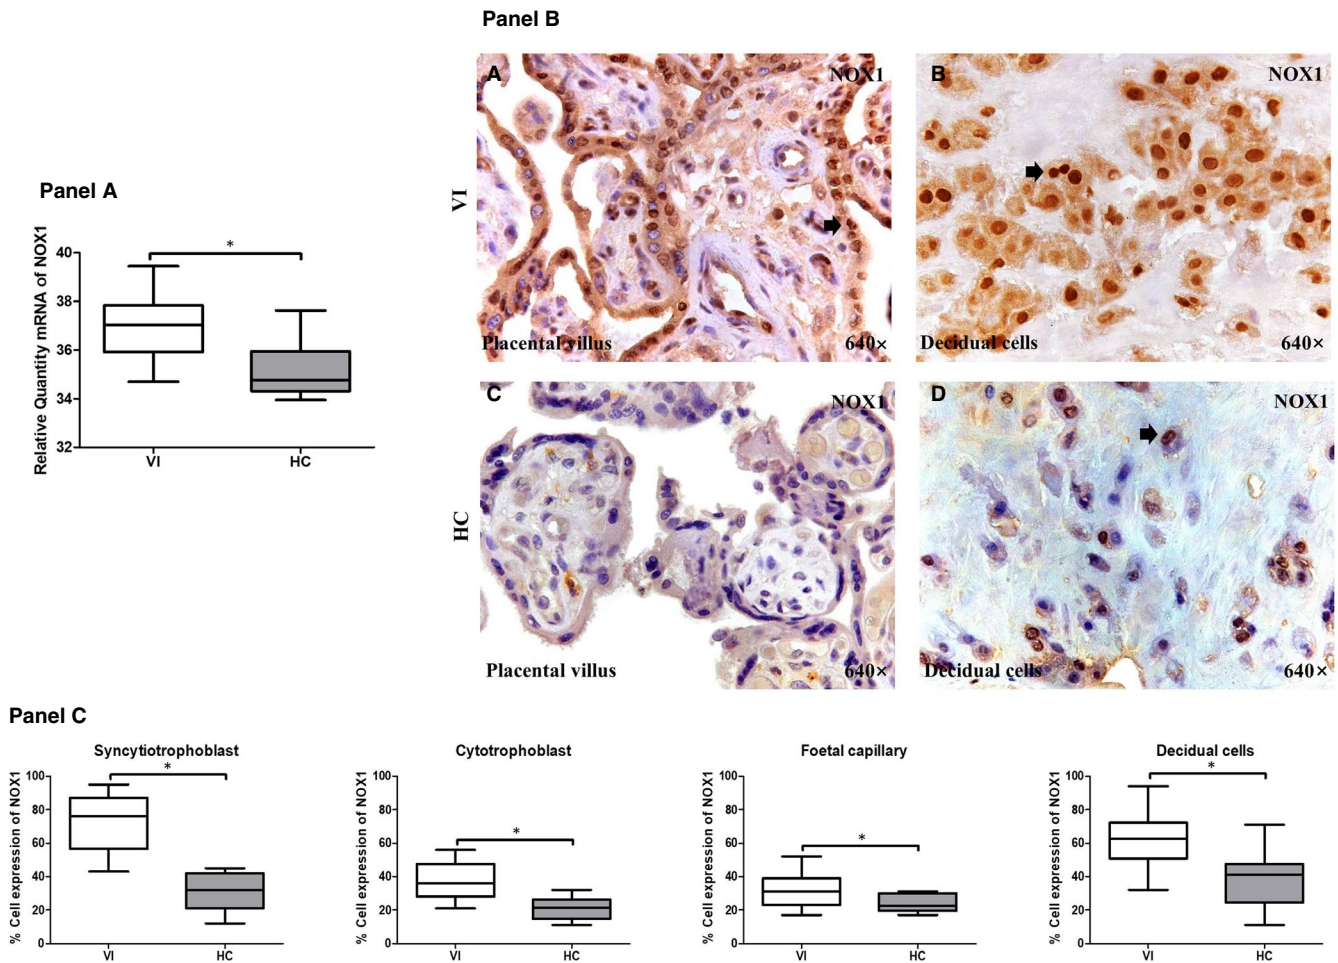 Panel B
Panel A
Relative Quantity mRNA of NOX1
40
38
36
34
32
*
VI
HC
VI
A
NOX1
Placental villus
640×
B
NOX1
Decidual cells
640×
HC
C
NOX1
Placental villus
640×
D
NOX1
Decidual cells
640×
Panel C
Syncytiotrophoblast
% Cell expression of NOX1
100
80
60
40
20
0
*
VI
HC
Cytotrophoblast
% Cell expression of NOX1
100
80
60
40
20
0
*
VI
HC
Foetal capillary
% Cell expression of NOX1
100
80
60
40
20
0
*
VI
HC
Decidual cells
% Cell expression of NOX1
100
80
60
40
20
0
*
VI
HC